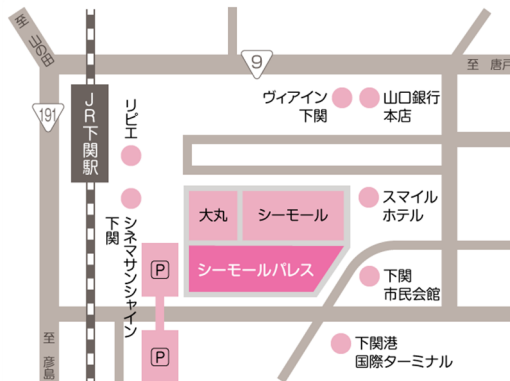 至 山の田
9
至 唐戸
191
JR下関駅
リピエ
ヴィアイン
下関
山口銀行
本店
大丸
シーモール
スマイル
ホテル
シネマサンシャイン
下関
シーモールパレス
P
下関
市民会館
至 彦島
P
下関港
国際ターミナル